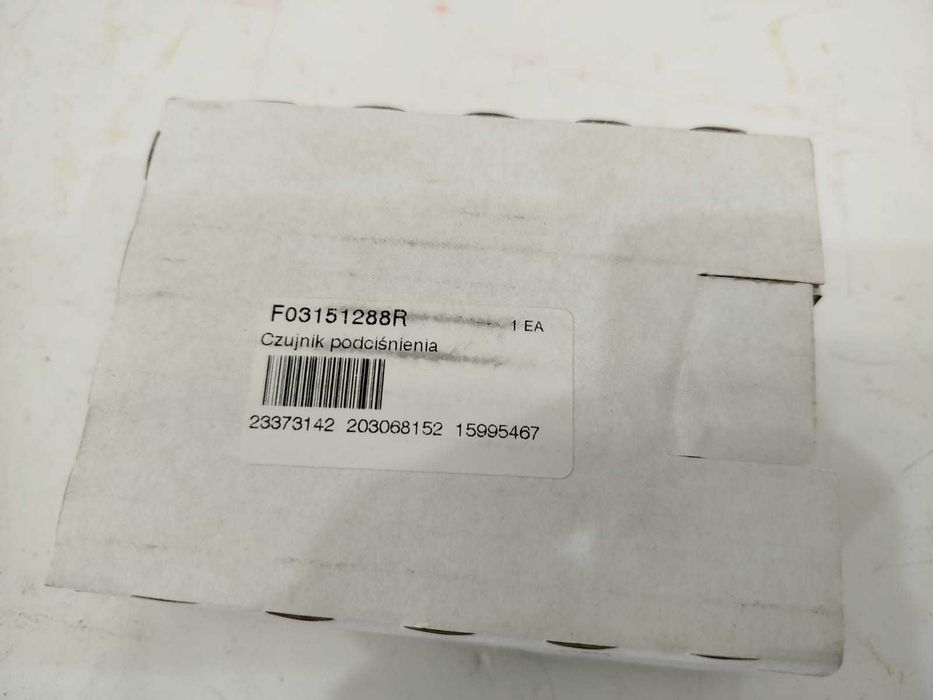 F03151288R 1 EA
Czujnik podciśnienia
23373142 203068152 15995467